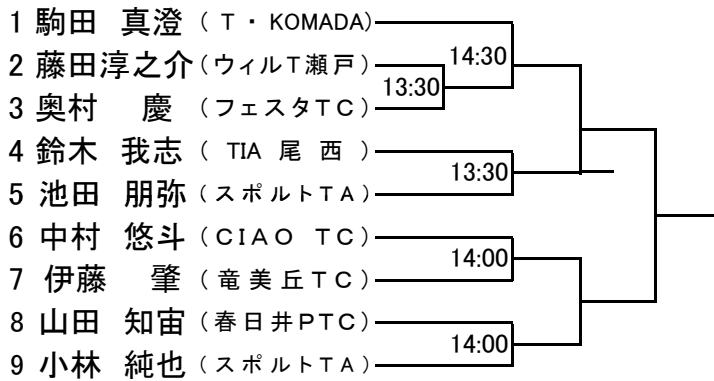 1 駒田 真澄 (T・KOMADA)
14:30
2 藤田淳之介(ウィルT瀬戸)
13:30
3 奥村 慶 (フェスタTC)
4 鈴木 我志 (TIA 尾西)
13:30
5 池田 朋弥 (スポルトTA)
6 中村 悠斗 (CIAO TC)
14:00
7 伊藤 肇 (竜美丘TC)
8 山田 知宙 (春日井PTC)
14:00
9 小林 純也 (スポルトTA)